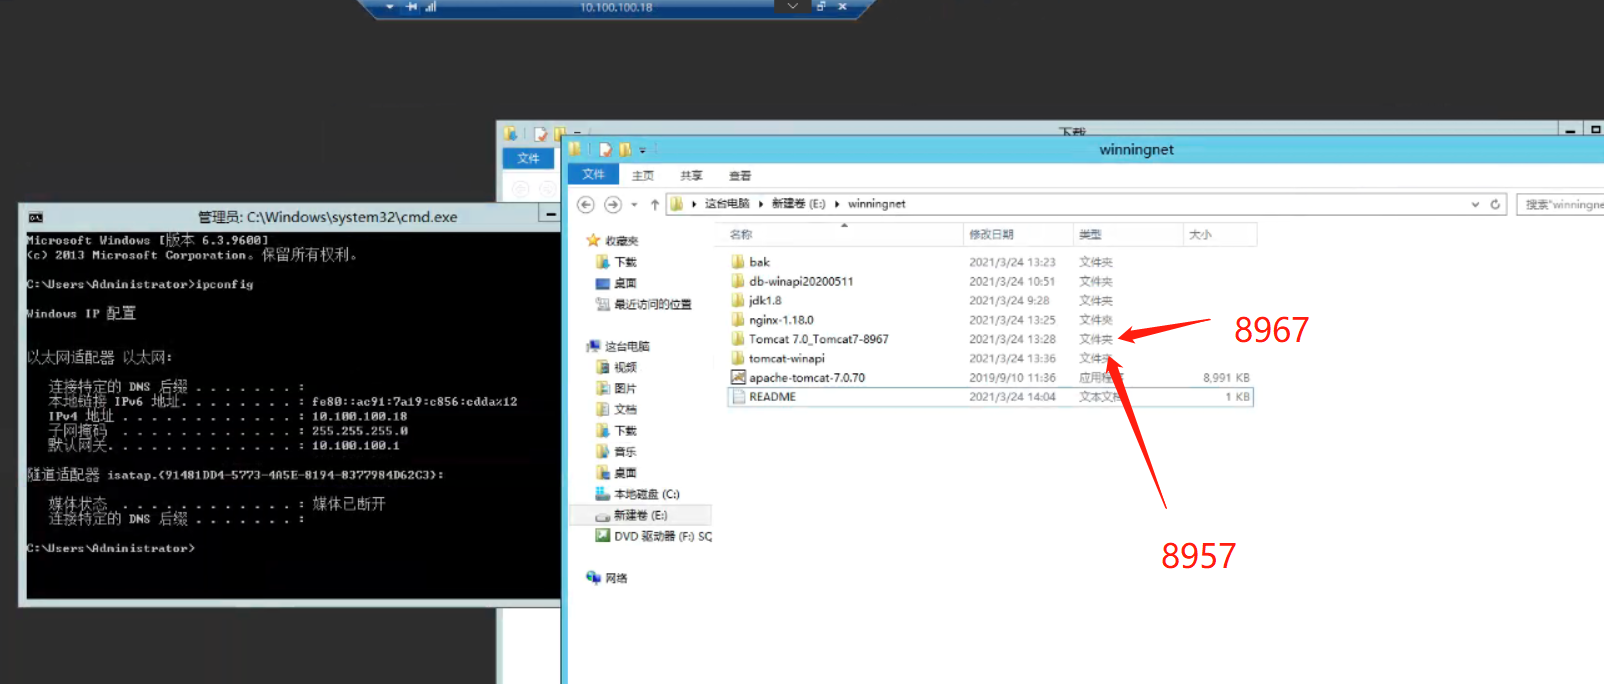 10.100.100.18
下载
文件
winningnet
文件 主页 共享 查看
这台电脑 新建卷 (E:) winningnet
搜索"winningne
管理员: C:\Windows\system32\cmd.exe
Microsoft Windows [版本 6.3.9600]
(c) 2013 Microsoft Corporation。保留所有权利。
C:\Users\Administrator>ipconfig
Windows IP 配置
以太网适配器 以太网:
连接特定的 DNS 后缀 . . . . . . . :
本地链接 IPv6 地址. . . . . . . . : fe80::ac91:7a19:c856:cdda%12
IPv4 地址 . . . . . . . . . . . . : 10.100.100.18
子网掩码 . . . . . . . . . . . . : 255.255.255.0
默认网关. . . . . . . . . . . . . : 10.100.100.1
隧道适配器 isatap.{91481DD4-5773-4A5E-8194-8377984D62C3}:
媒体状态 . . . . . . . . . . . . : 媒体已断开
连接特定的 DNS 后缀 . . . . . . . :
C:\Users\Administrator>
收藏夹
下载
桌面
最近访问的位置
这台电脑
视频
图片
文档
下载
音乐
桌面
本地磁盘 (C:)
新建卷 (E:)
DVD 驱动器 (F:) SQ
网络
名称 修改日期 类型 大小
bak 2021/3/24 13:23 文件夹
db-winapi20200511 2021/3/24 10:51 文件夹
jdk1.8 2021/3/24 9:28 文件夹
nginx-1.18.0 2021/3/24 13:25 文件夹
Tomcat 7.0_Tomcat7-8967 2021/3/24 13:28 文件夹
tomcat-winapi 2021/3/24 13:36 文件夹
apache-tomcat-7.0.70 2019/9/10 11:36 应用程序 8,991 KB
README 2021/3/24 14:04 文本文档 1 KB
8967
8957